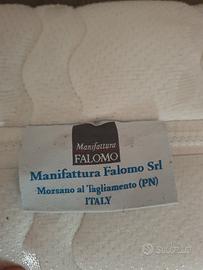 Manifattura
FALOMO
Manifattura Falomo Srl
Morsano al Tagliamento (PN)
ITALY
subito.it